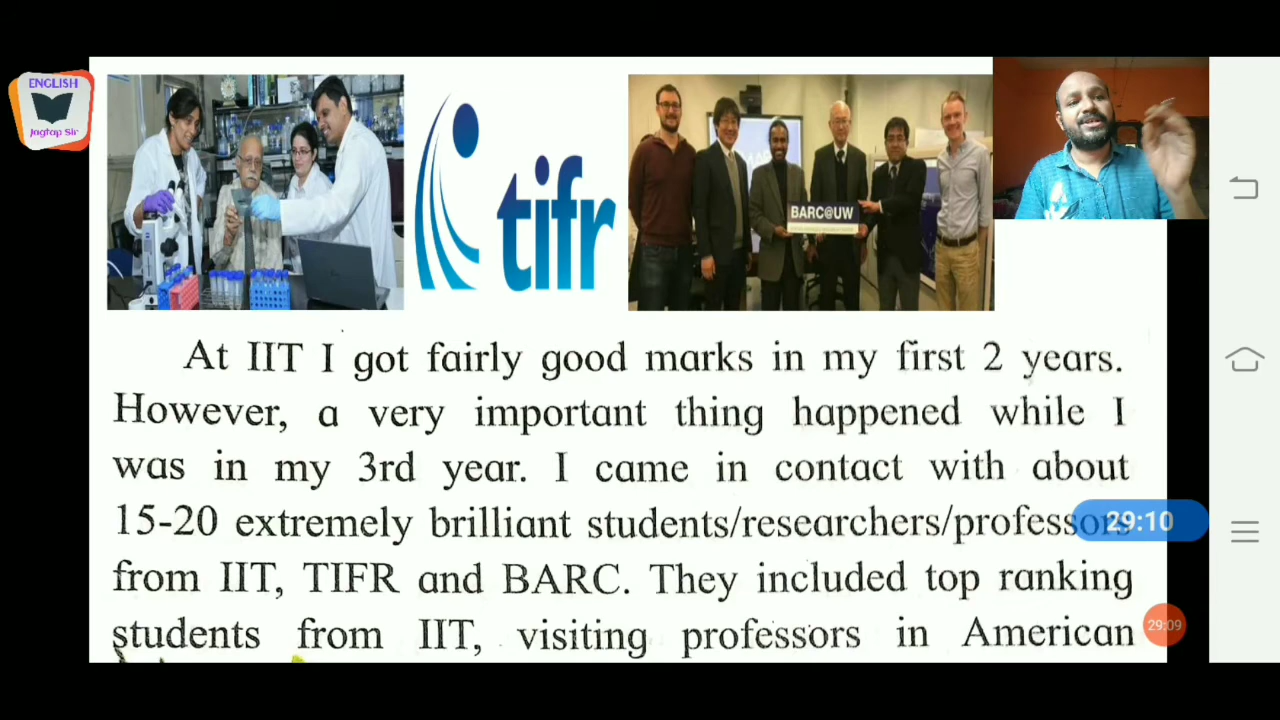 ENGLISH
Jagtap Sir
tifr
BARC@UW
At IIT I got fairly good marks in my first 2 years.
However, a very important thing happened while I
was in my 3rd year. I came in contact with about
15-20 extremely brilliant students/researchers/professors
29:10
from IIT, TIFR and BARC. They included top ranking
students from IIT, visiting professors in American
29:09